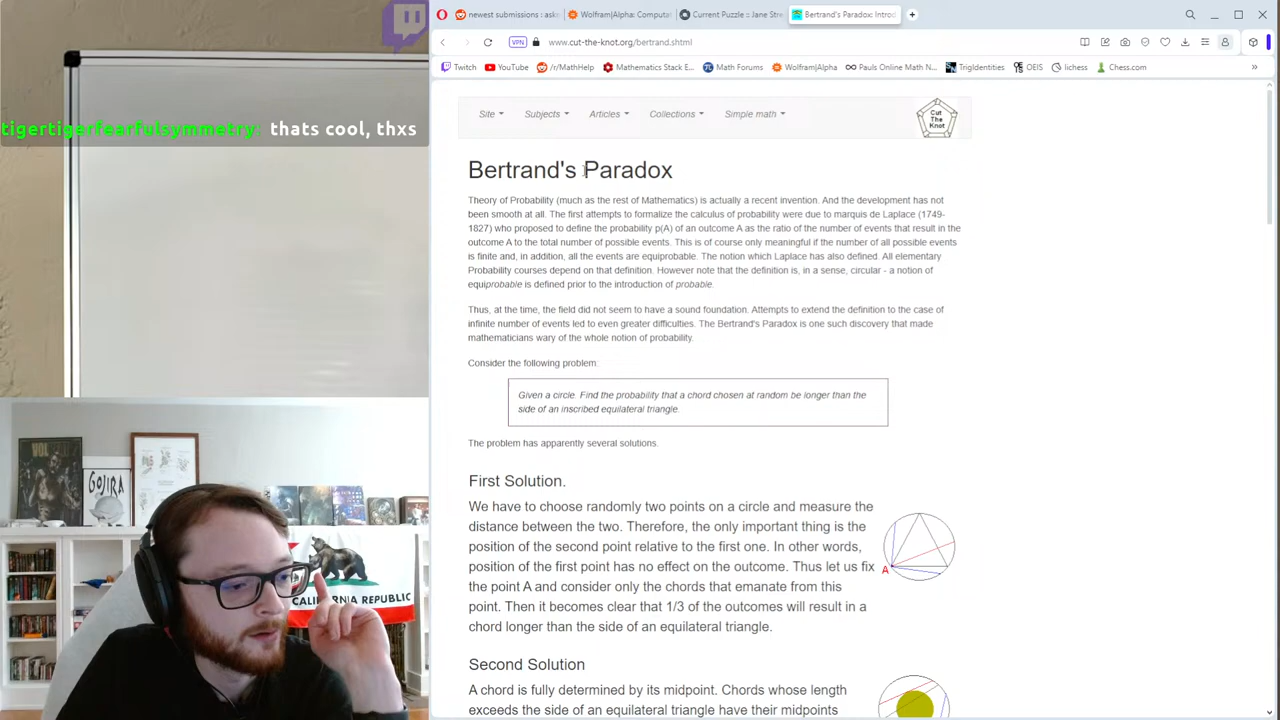 tigertigerfearfulsymmetry: thats cool, thxs
newest submissions : aske
Wolfram|Alpha: Computat
Current Puzzle = Jane Stre
Bertrand's Paradox: Introd
VPN
www.cut-the-knot.org/bertrand.shtml
Twitch
YouTube
/r/MathHelp
Mathematics Stack E...
Math Forums
Wolfram|Alpha
Pauls Online Math N...
TrigIdentities
OEIS
lichess
Chess.com
Site
Subjects
Articles
Collections
Simple math
Cut
The
Knot
Bertrand's Paradox
Theory of Probability (much as the rest of Mathematics) is actually a recent invention. And the development has not
been smooth at all. The first attempts to formalize the calculus of probability were due to marquis de Laplace (1749-
1827) who proposed to define the probability p(A) of an outcome A as the ratio of the number of events that result in the
outcome A to the total number of possible events. This is of course only meaningful if the number of all possible events
is finite and, in addition, all the events are equiprobable. The notion which Laplace has also defined. All elementary
Probability courses depend on that definition. However note that the definition is, in a sense, circular - a notion of
equiprobable is defined prior to the introduction of probable.
Thus, at the time, the field did not seem to have a sound foundation. Attempts to extend the definition to the case of
infinite number of events led to even greater difficulties. The Bertrand's Paradox is one such discovery that made
mathematicians wary of the whole notion of probability.
Consider the following problem:
Given a circle. Find the probability that a chord chosen at random be longer than the
side of an inscribed equilateral triangle.
The problem has apparently several solutions.
First Solution.
We have to choose randomly two points on a circle and measure the
distance between the two. Therefore, the only important thing is the
position of the second point relative to the first one. In other words,
position of the first point has no effect on the outcome. Thus let us fix
the point A and consider only the chords that emanate from this
point. Then it becomes clear that 1/3 of the outcomes will result in a
chord longer than the side of an equilateral triangle.
A
Second Solution
A chord is fully determined by its midpoint. Chords whose length
exceeds the side of an equilateral triangle have their midpoints
GOJIRA
CALIFORNIA REPUBLIC